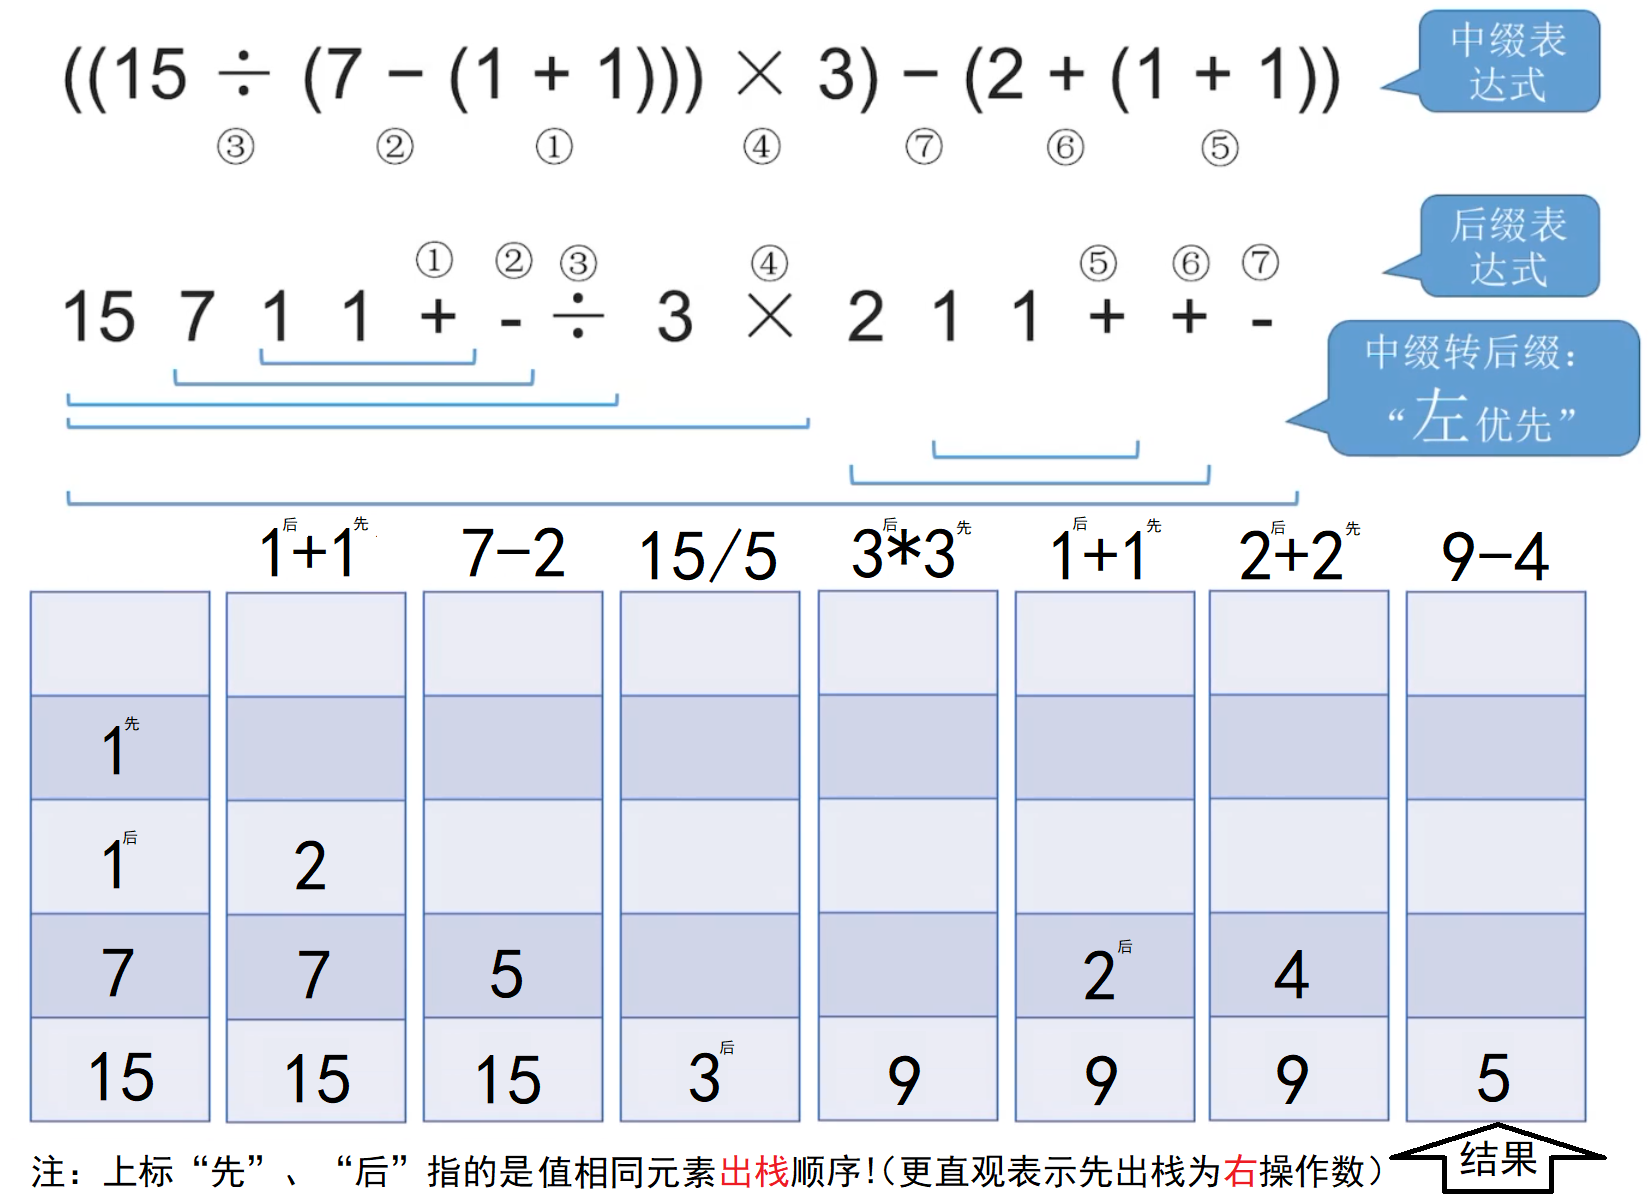 ((15 ÷ (7 − (1 + 1))) × 3) − (2 + (1 + 1))
③ ② ① ④ ⑦ ⑥ ⑤
中缀表
达式
后缀表
达式
① ② ③ ④ ⑤ ⑥ ⑦
15 7 1 1 + - ÷ 3 × 2 1 1 + + -
中缀转后缀：
“左优先”
1后+1先 7-2 15/5 3后*3先 1后+1先 2后+2先 9-4
1先
1后 2
7 7 5 2后 4
15 15 15 3后 9 9 9 5
注：上标“先”、“后”指的是值相同元素出栈顺序!(更直观表示先出栈为右操作数)
结果